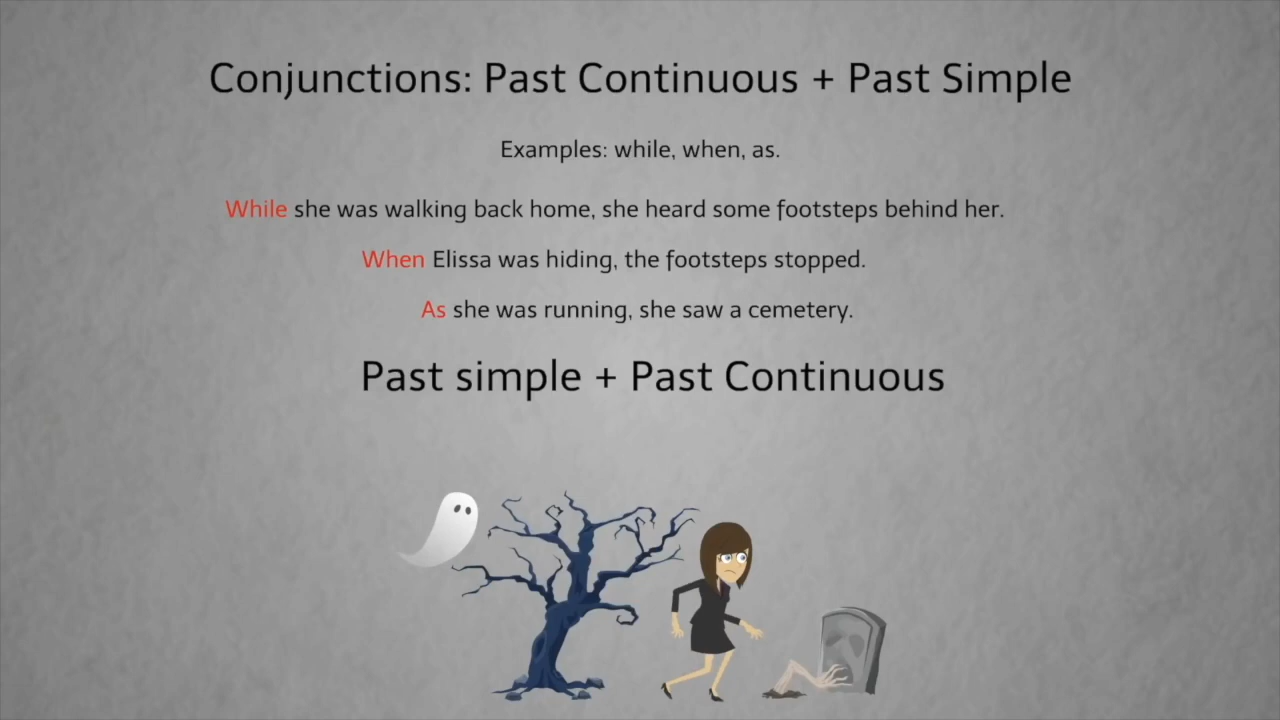 Conjunctions: Past Continuous + Past Simple
Examples: while, when, as.
While she was walking back home, she heard some footsteps behind her.
When Elissa was hiding, the footsteps stopped.
As she was running, she saw a cemetery.
Past simple + Past Continuous